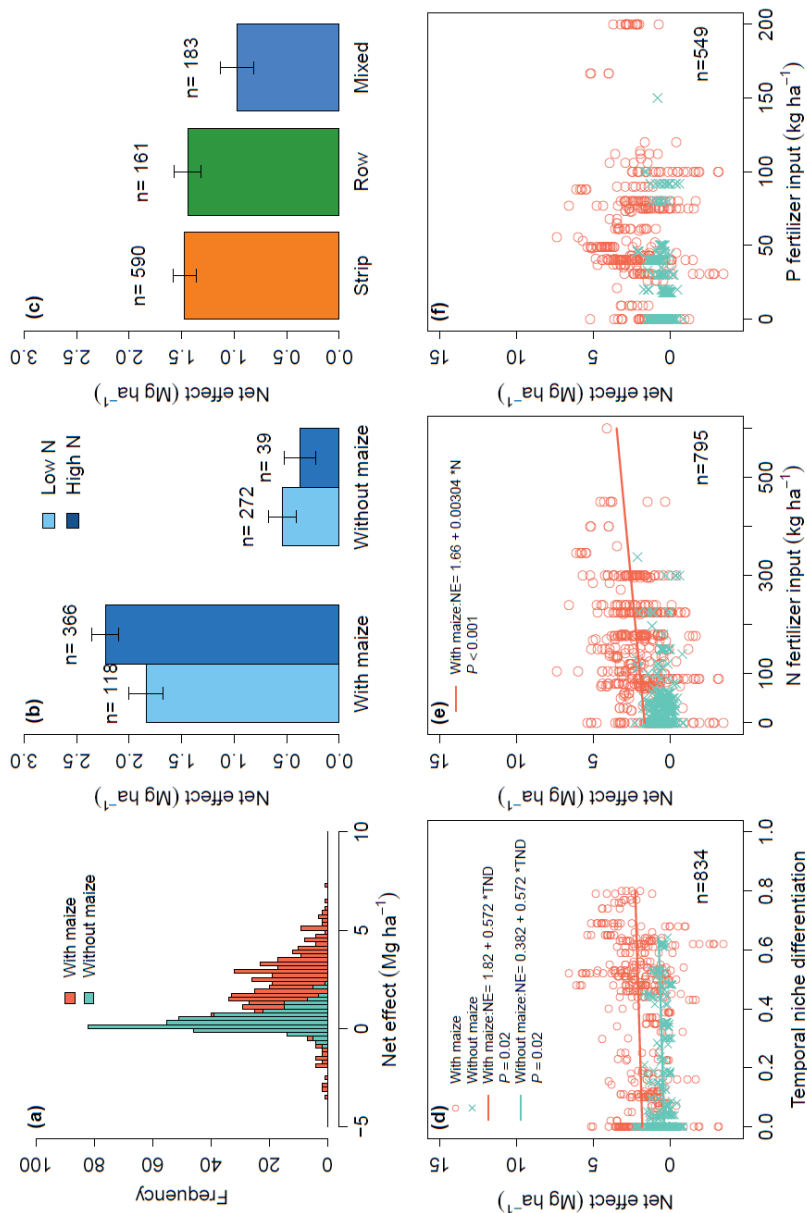 (a)
With maize
Without maize
100
80
60
40
20
0
Frequency
−5
0
5
10
Net effect (Mg ha⁻¹)
(b)
Low N
High N
3.0
2.5
2.0
1.5
1.0
0.5
0.0
Net effect (Mg ha⁻¹)
n= 118
n= 366
n= 272
n= 39
With maize
Without maize
(c)
3.0
2.5
2.0
1.5
1.0
0.5
0.0
Net effect (Mg ha⁻¹)
n= 590
n= 161
n= 183
Strip
Row
Mixed
(d)
With maize
Without maize
With maize:NE= 1.82 + 0.572 *TND
P = 0.02
Without maize:NE= 0.382 + 0.572 *TND
P = 0.02
15
10
5
0
Net effect (Mg ha⁻¹)
n=834
0.0
0.2
0.4
0.6
0.8
1.0
Temporal niche differentiation
(e)
With maize:NE= 1.66 + 0.00304 *N
P < 0.001
15
10
5
0
Net effect (Mg ha⁻¹)
n=795
0
100
300
500
N fertilizer input (kg ha⁻¹)
(f)
15
10
5
0
Net effect (Mg ha⁻¹)
n=549
0
50
100
150
200
P fertilizer input (kg ha⁻¹)